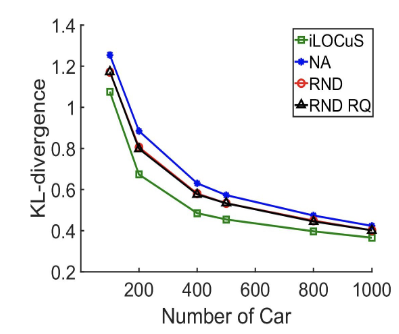 1.4
1.2
1
0.8
0.6
0.4
0.2
KL-divergence
iLOCuS
NA
RND
RND RQ
200 400 600 800 1000
Number of Car